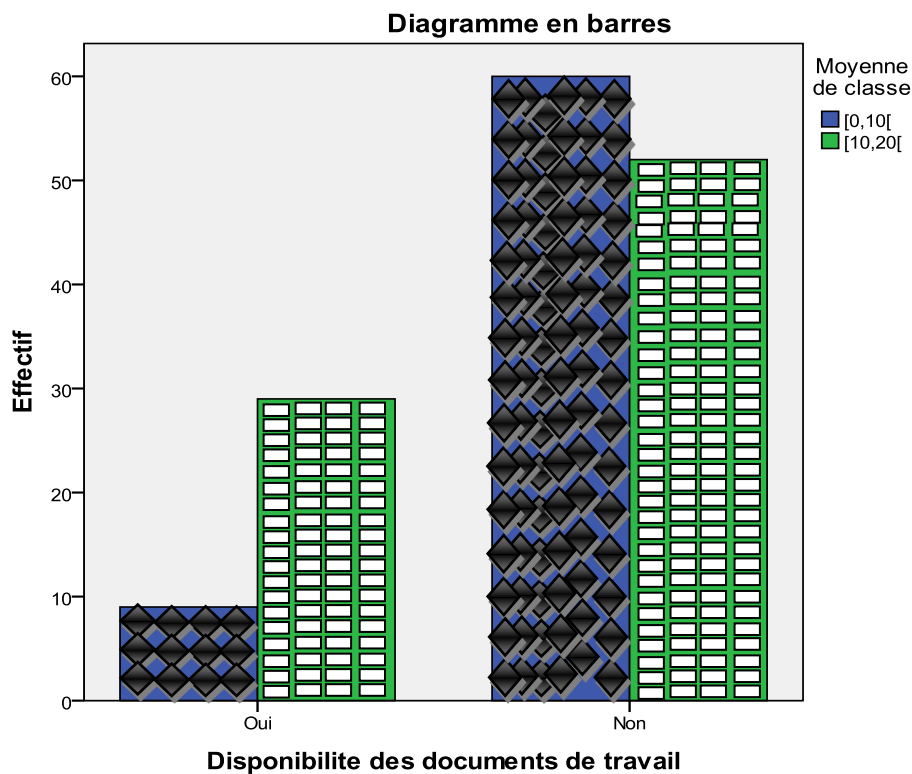 Diagramme en barres
Moyenne
de classe
[0,10[
[10,20[
Effectif
60
50
40
30
20
10
0
Oui
Non
Disponibilite des documents de travail